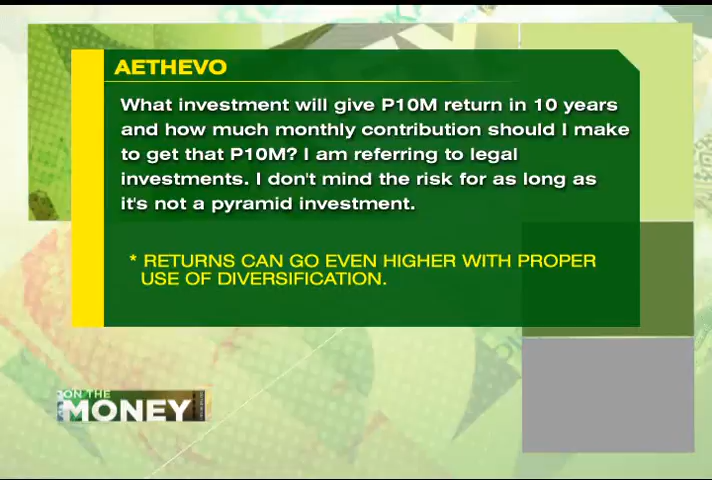 AETHEVO
What investment will give P10M return in 10 years
and how much monthly contribution should I make
to get that P10M? I am referring to legal
investments. I don't mind the risk for as long as
it's not a pyramid investment.
* RETURNS CAN GO EVEN HIGHER WITH PROPER
USE OF DIVERSIFICATION.
ON THE
MONEY